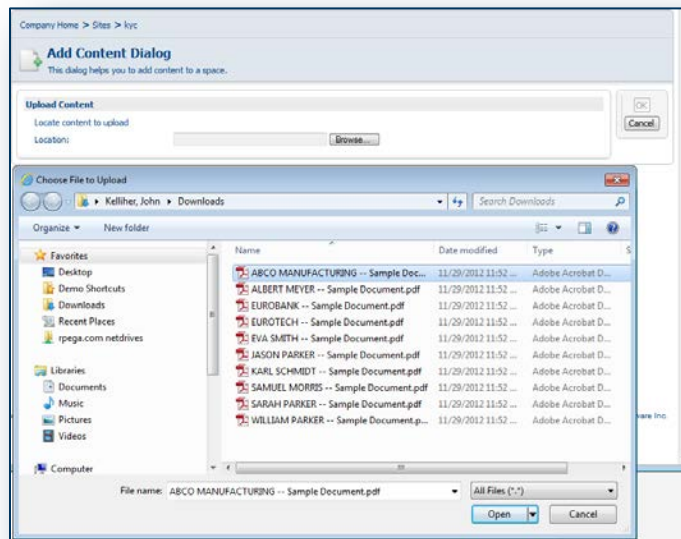 Company Home > Sites > kyc
Add Content Dialog
This dialog helps you to add content to a space.
Upload Content
Locate content to upload
Location:
Browse...
OK
Cancel
Choose File to Upload
Kelliher, John ▸ Downloads
Search Downloads
Organize
New folder
Name
Date modified
Type
S
Favorites
Desktop
Demo Shortcuts
Downloads
Recent Places
rpega.com netdrives
Libraries
Documents
Music
Pictures
Videos
Computer
ABCO MANUFACTURING -- Sample Doc... 11/29/2012 11:52 ... Adobe Acrobat D...
ALBERT MEYER -- Sample Document.pdf 11/29/2012 11:52 ... Adobe Acrobat D...
EUROBANK -- Sample Document.pdf 11/29/2012 11:52 ... Adobe Acrobat D...
EUROTECH -- Sample Document.pdf 11/29/2012 11:52 ... Adobe Acrobat D...
EVA SMITH -- Sample Document.pdf 11/29/2012 11:52 ... Adobe Acrobat D...
JASON PARKER -- Sample Document.pdf 11/29/2012 11:52 ... Adobe Acrobat D...
KARL SCHMIDT -- Sample Document.pdf 11/29/2012 11:52 ... Adobe Acrobat D...
SAMUEL MORRIS -- Sample Document.pdf 11/29/2012 11:52 ... Adobe Acrobat D...
SARAH PARKER -- Sample Document.pdf 11/29/2012 11:52 ... Adobe Acrobat D...
WILLIAM PARKER -- Sample Document.p... 11/29/2012 11:52 ... Adobe Acrobat D...
ware Inc.
File name: ABCO MANUFACTURING -- Sample Document.pdf
All Files (*.*)
Open
Cancel